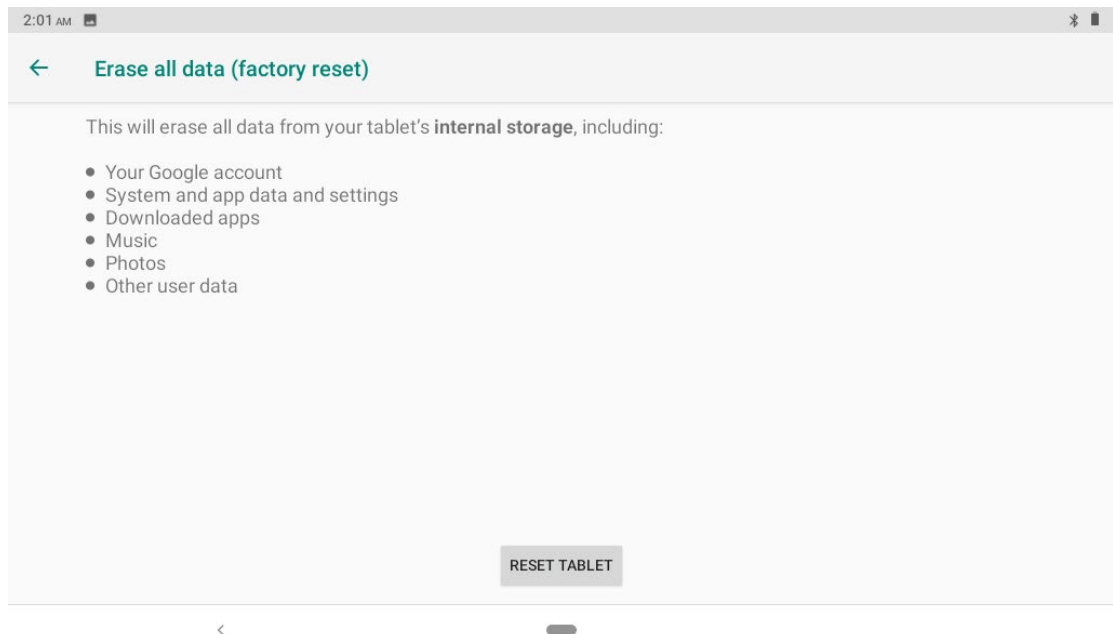 2:01 AM
Erase all data (factory reset)
This will erase all data from your tablet’s internal storage, including:
Your Google account
System and app data and settings
Downloaded apps
Music
Photos
Other user data
RESET TABLET